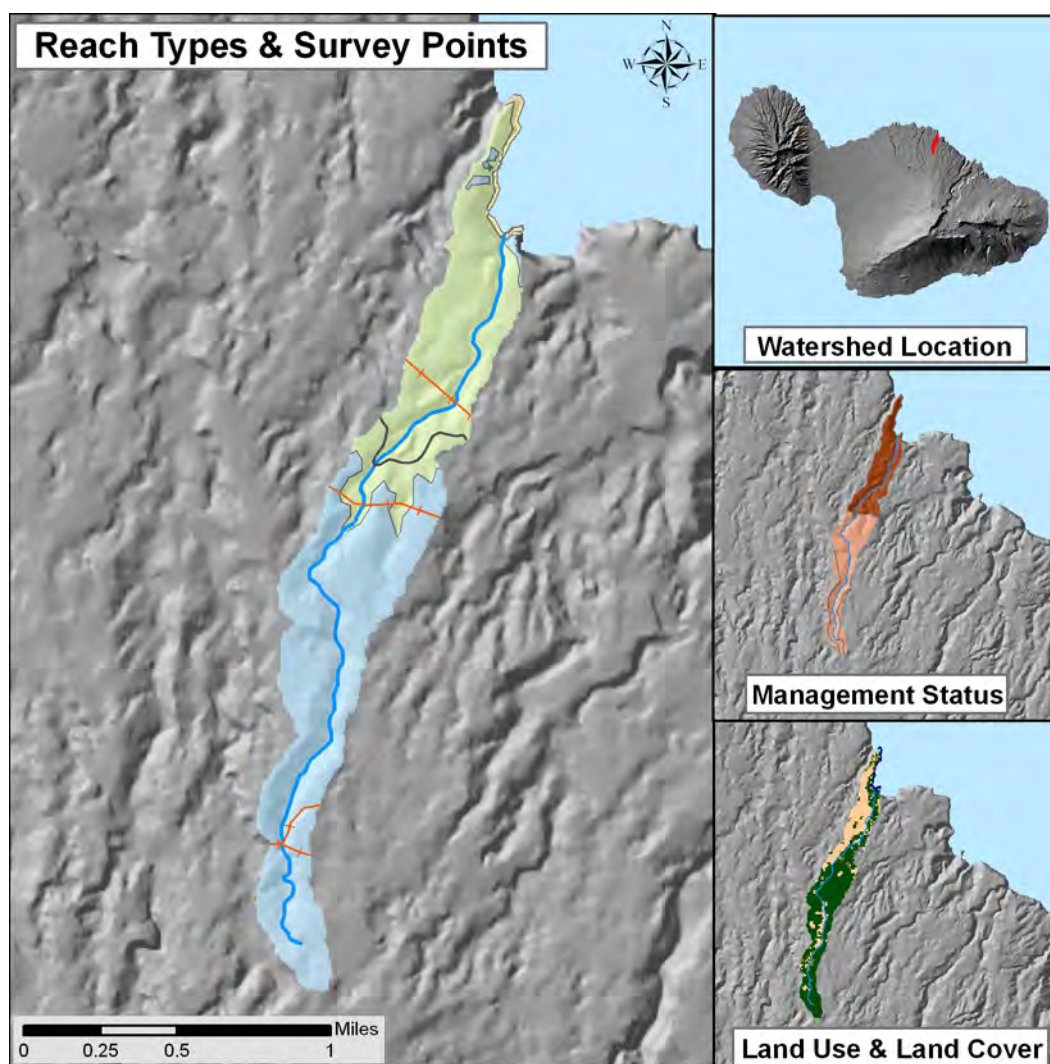 Reach Types & Survey Points
N
W
E
S
Miles
0
0.25
0.5
1
Watershed Location
Management Status
Land Use & Land Cover